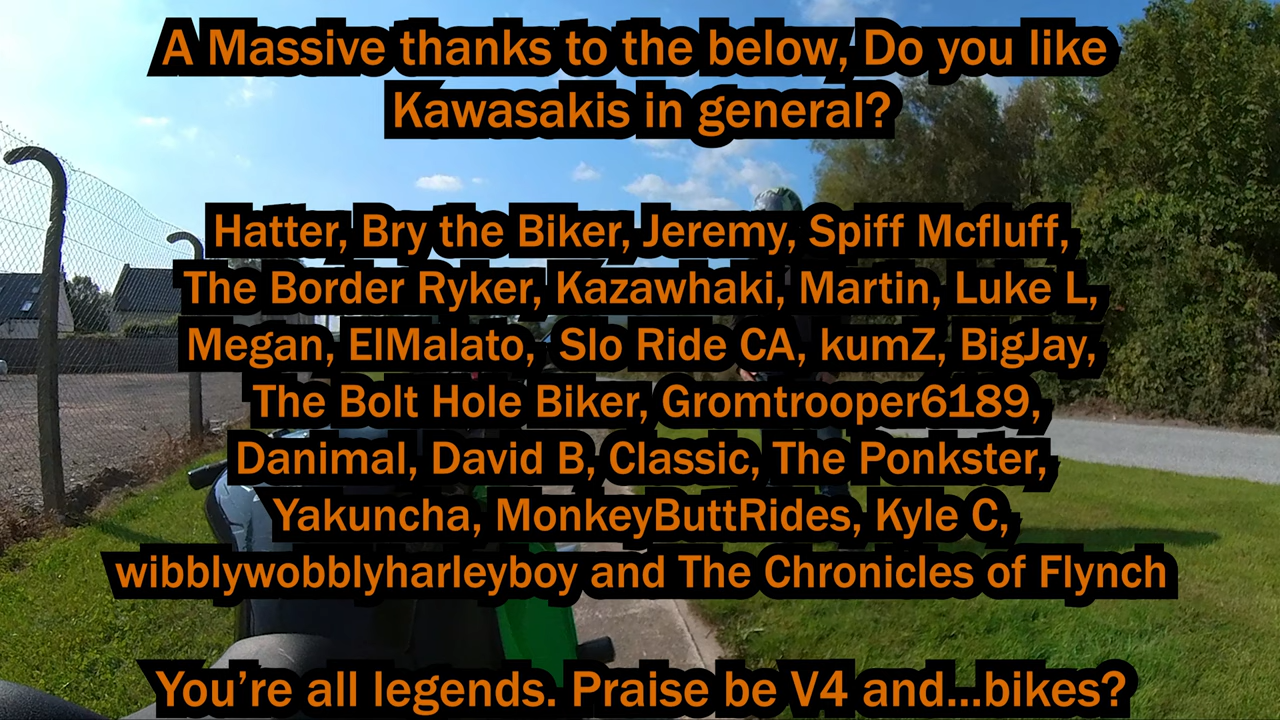 A Massive thanks to the below, Do you like
Kawasakis in general?
Hatter, Bry the Biker, Jeremy, Spiff Mcfluff,
The Border Ryker, Kazawhaki, Martin, Luke L,
Megan, ElMalato,  Slo Ride CA, kumZ, BigJay,
The Bolt Hole Biker, Gromtrooper6189,
Danimal, David B, Classic, The Ponkster,
Yakuncha, MonkeyButtRides, Kyle C,
wibblywobblyharleyboy and The Chronicles of Flynch
You’re all legends. Praise be V4 and...bikes?